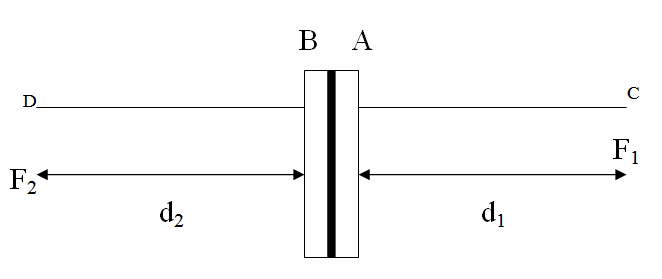 B A
D C
F₂ F₁
d₂ d₁